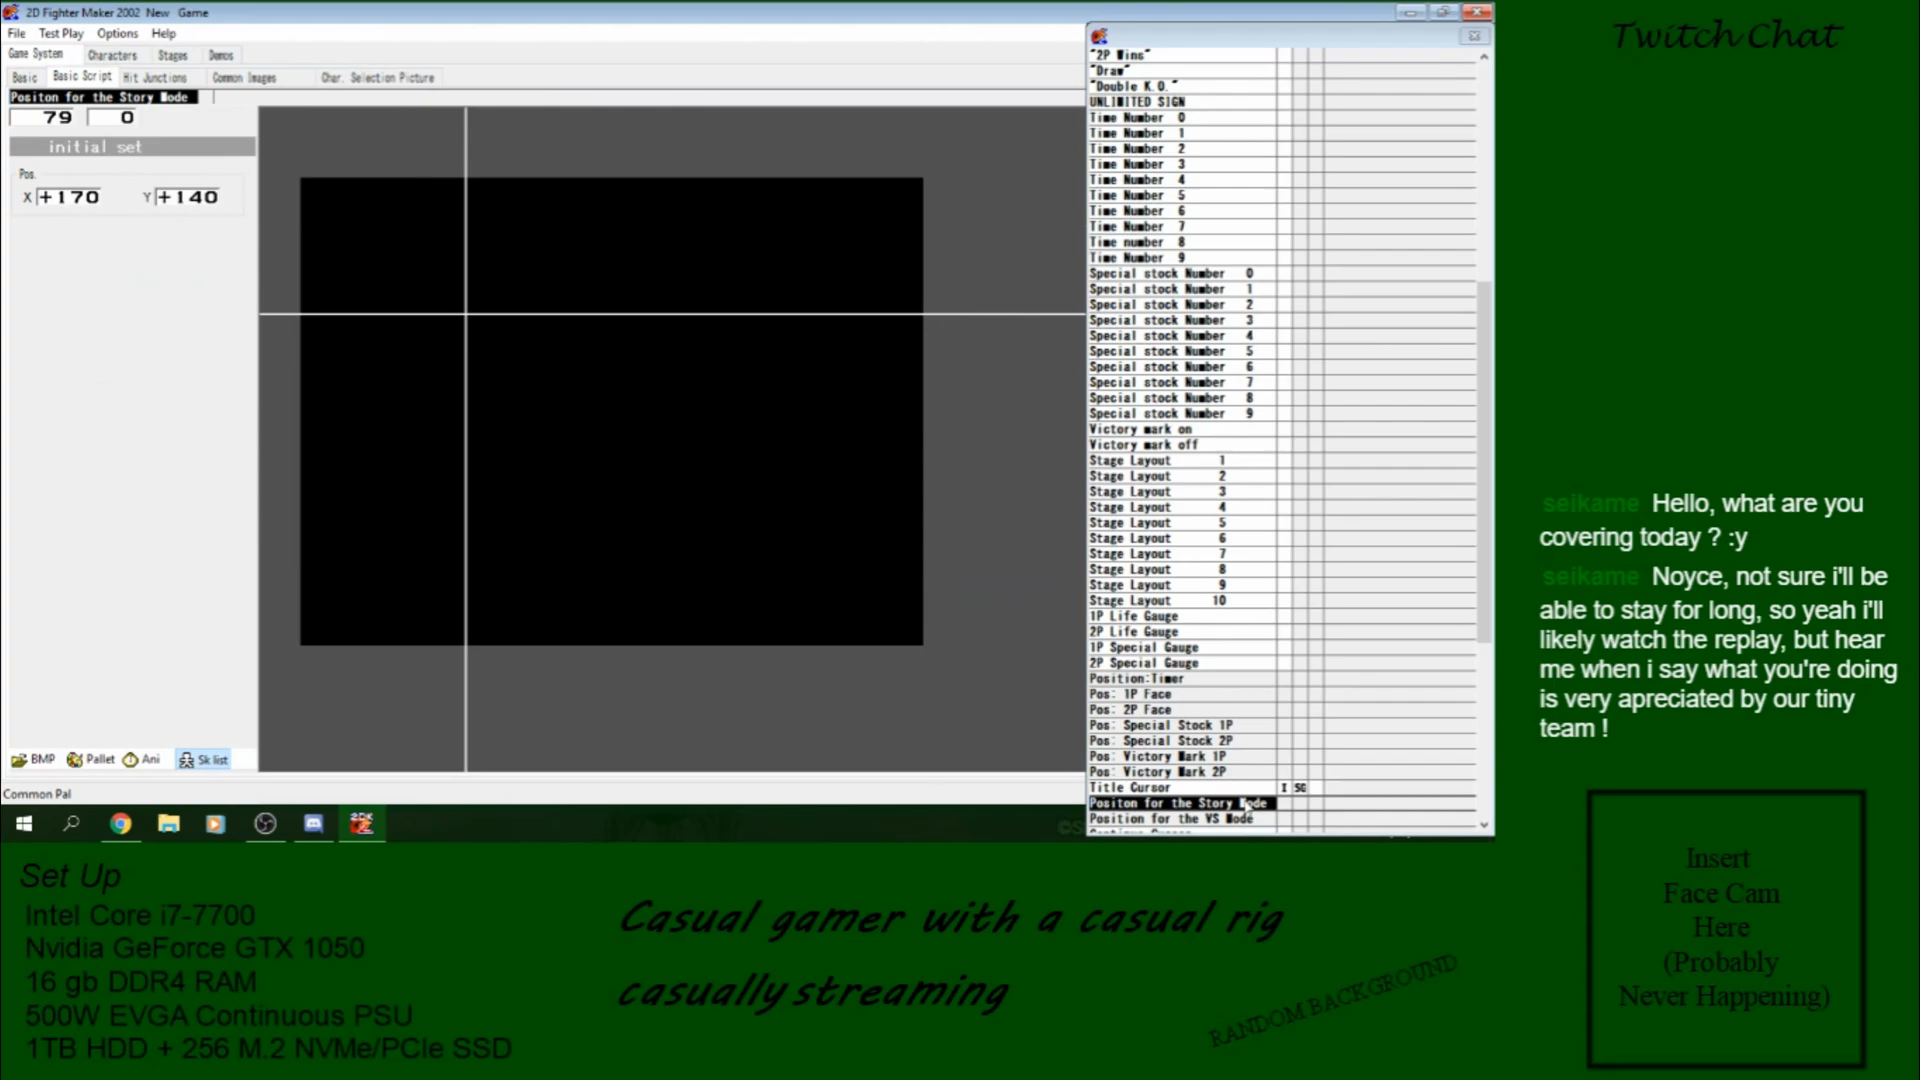 2D Fighter Maker 2002 New Game
File Test Play Options Help
Game System Characters Stages Demos
Basic Basic Script Hit Junctions Common Images Char. Selection Picture
Positon for the Story Mode
79 0
initial set
Pos.
X +170 Y +140
BMP Pallet Ani Sk list
Common Pal
"2P Wins"
"Draw"
"Double K.O."
UNLIMITED SIGN
Time Number 0
Time Number 1
Time Number 2
Time Number 3
Time Number 4
Time Number 5
Time Number 6
Time Number 7
Time number 8
Time Number 9
Special stock Number 0
Special stock Number 1
Special stock Number 2
Special stock Number 3
Special stock Number 4
Special stock Number 5
Special stock Number 6
Special stock Number 7
Special stock Number 8
Special stock Number 9
Victory mark on
Victory mark off
Stage Layout 1
Stage Layout 2
Stage Layout 3
Stage Layout 4
Stage Layout 5
Stage Layout 6
Stage Layout 7
Stage Layout 8
Stage Layout 9
Stage Layout 10
1P Life Gauge
2P Life Gauge
1P Special Gauge
2P Special Gauge
Position:Timer
Pos: 1P Face
Pos: 2P Face
Pos: Special Stock 1P
Pos: Special Stock 2P
Pos: Victory Mark 1P
Pos: Victory Mark 2P
Title Cursor I SG
Positon for the Story Mode
Position for the VS Mode
Twitch Chat
seikame Hello, what are you
covering today ? :y
seikame Noyce, not sure i'll be
able to stay for long, so yeah i'll
likely watch the replay, but hear
me when i say what you're doing
is very apreciated by our tiny
team !
Set Up
Intel Core i7-7700
Nvidia GeForce GTX 1050
16 gb DDR4 RAM
500W EVGA Continuous PSU
1TB HDD + 256 M.2 NVMe/PCIe SSD
Casual gamer with a casual rig
casually streaming
RANDOM BACKGROUND
Insert
Face Cam
Here
(Probably
Never Happening)